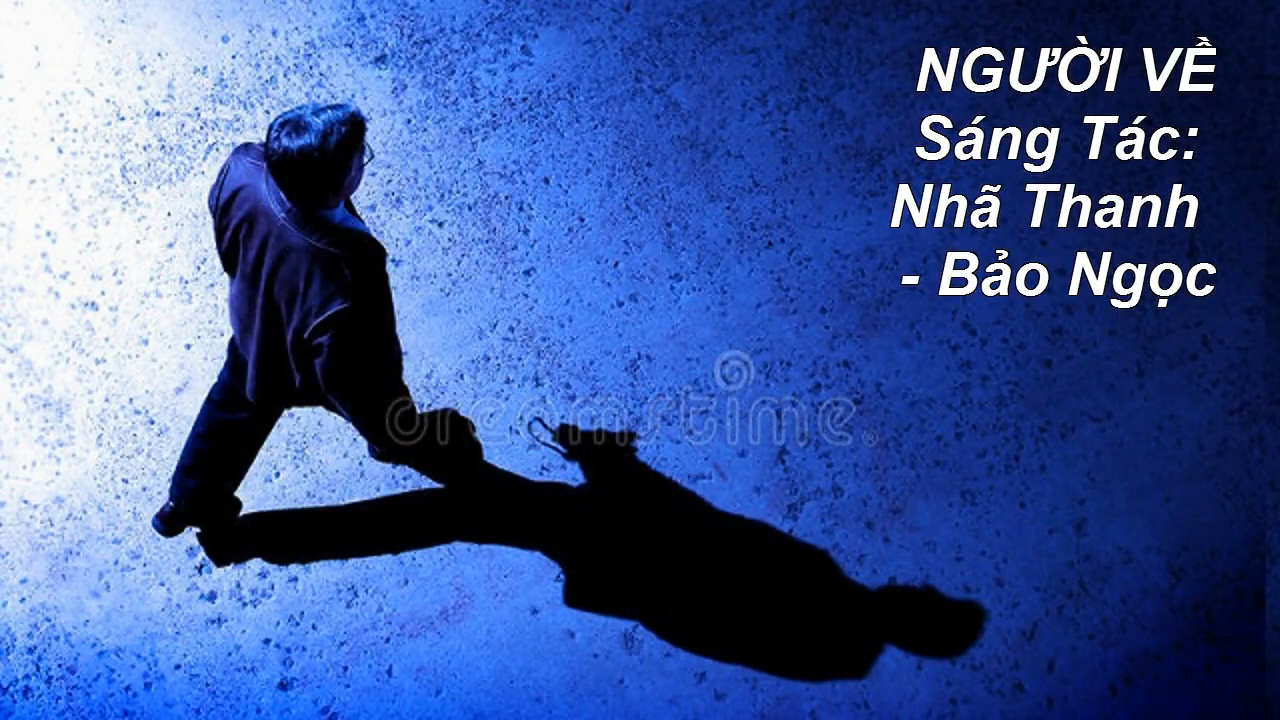 NGƯỜI VỀ
Sáng Tác:
Nhã Thanh
- Bảo Ngọc
dreamstime.